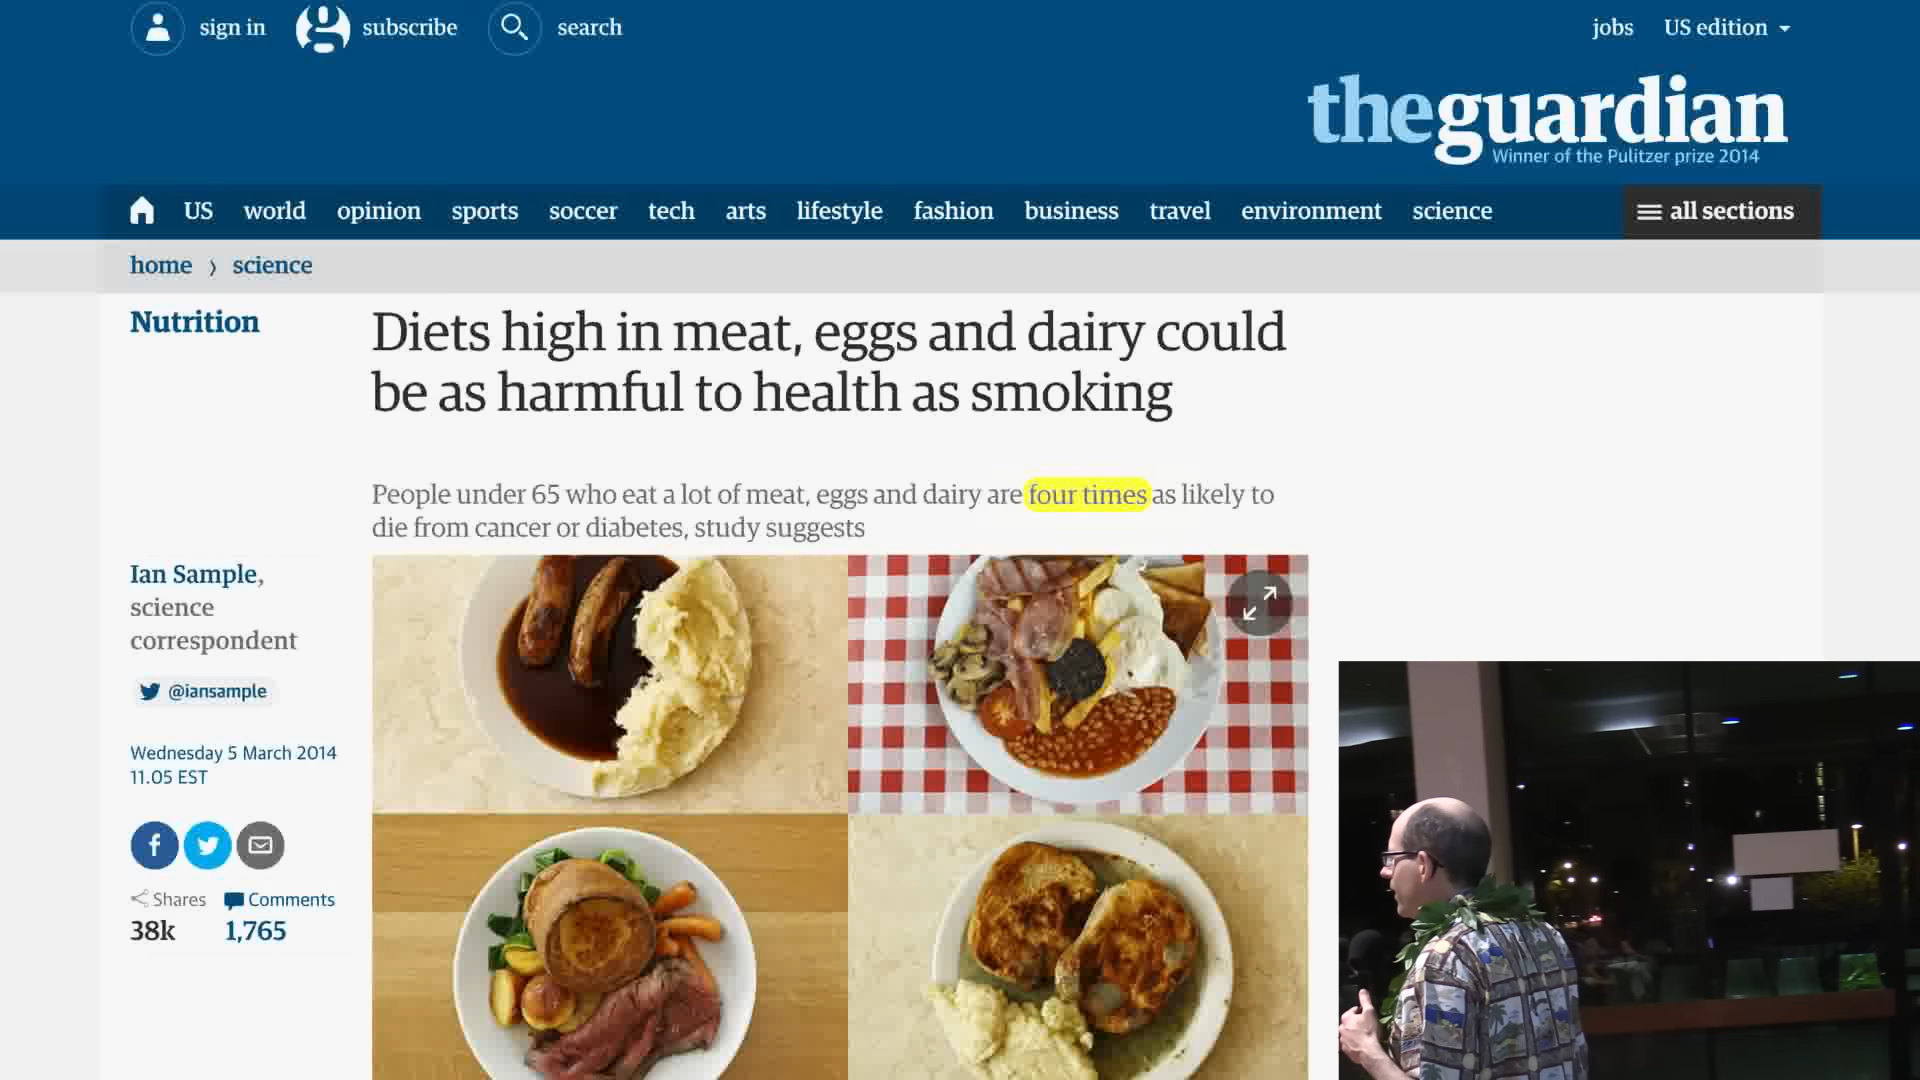 sign in
subscribe
search
jobs
US edition
theguardian
Winner of the Pulitzer prize 2014
US world opinion sports soccer tech arts lifestyle fashion business travel environment science
all sections
home › science
Nutrition
Diets high in meat, eggs and dairy could
be as harmful to health as smoking
People under 65 who eat a lot of meat, eggs and dairy are four times as likely to
die from cancer or diabetes, study suggests
Ian Sample,
science
correspondent
@iansample
Wednesday 5 March 2014
11.05 EST
Shares
Comments
38k
1,765